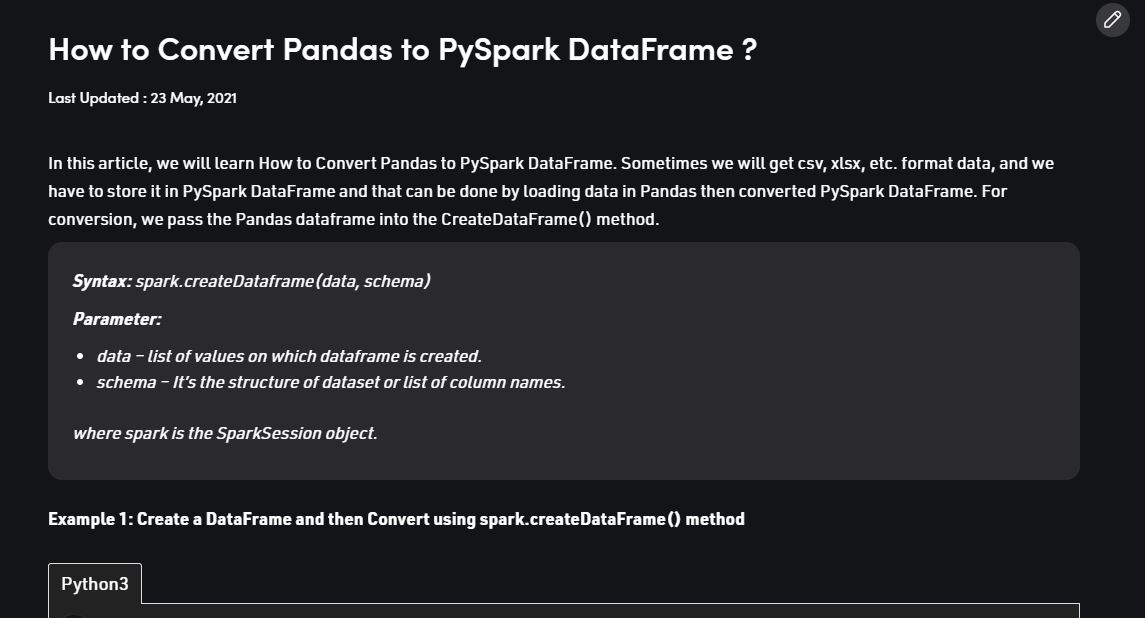 How to Convert Pandas to PySpark DataFrame ?
Last Updated : 23 May, 2021
In this article, we will learn How to Convert Pandas to PySpark DataFrame. Sometimes we will get csv, xlsx, etc. format data, and we
have to store it in PySpark DataFrame and that can be done by loading data in Pandas then converted PySpark DataFrame. For
conversion, we pass the Pandas dataframe into the CreateDataFrame() method.
Syntax: spark.createDataframe(data, schema)
Parameter:
• data – list of values on which dataframe is created.
• schema – It’s the structure of dataset or list of column names.
where spark is the SparkSession object.
Example 1: Create a DataFrame and then Convert using spark.createDataFrame() method
Python3